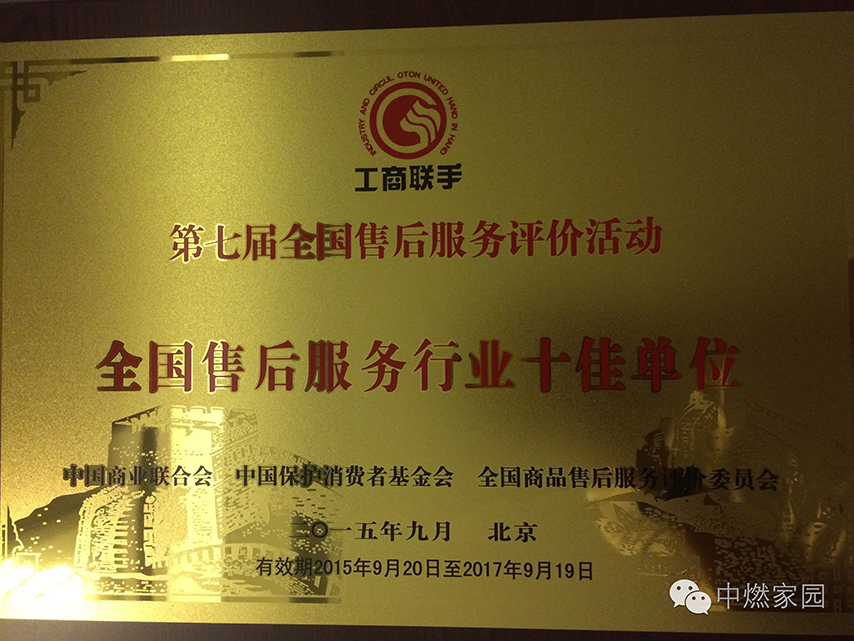 INDUSTRY AND CIRCUL OTON UNITED HAND IN HAND
工商联手
第七届全国售后服务评价活动
全国售后服务行业十佳单位
中国商业联合会 中国保护消费者基金会 全国商品售后服务评价委员会
二〇一五年九月 北京
有效期2015年9月20日至2017年9月19日
中燃家园